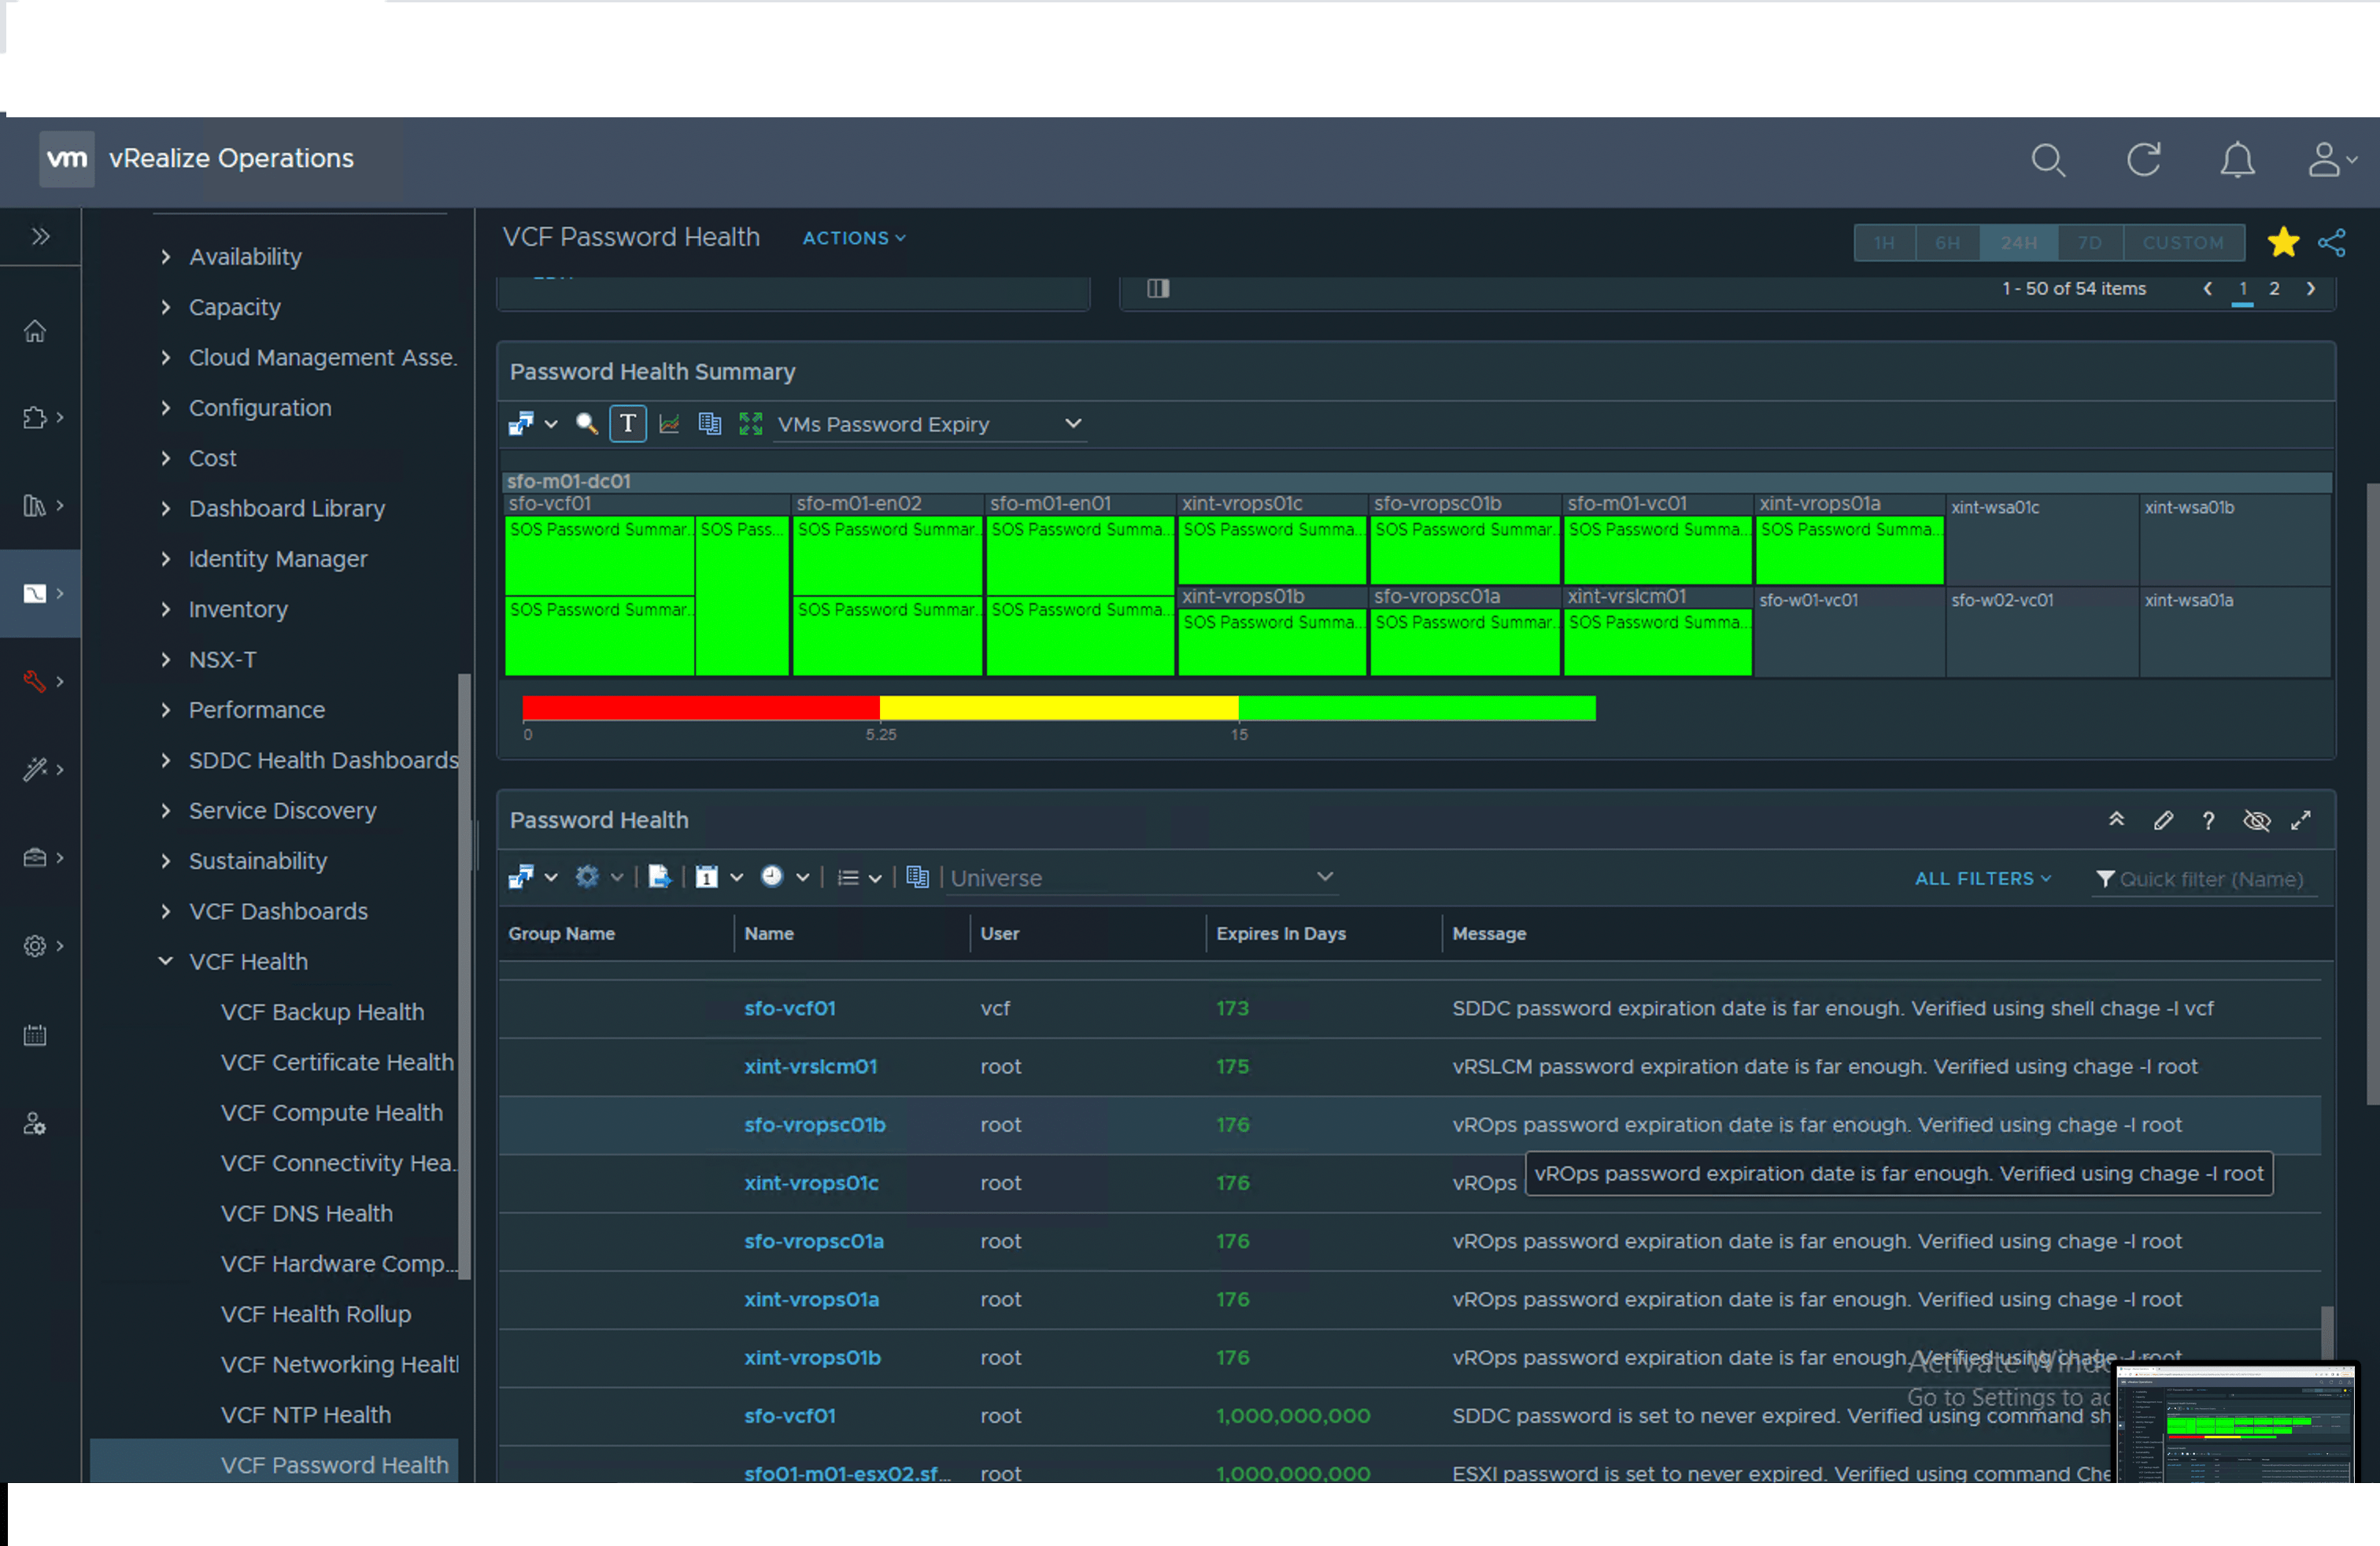 vm vRealize Operations
VCF Password Health ACTIONS 1H 6H 24H 7D CUSTOM
1 - 50 of 54 items 1 2
Availability
Capacity
Cloud Management Asse.
Configuration
Cost
Dashboard Library
Identity Manager
Inventory
NSX-T
Performance
SDDC Health Dashboards
Service Discovery
Sustainability
VCF Dashboards
VCF Health
VCF Backup Health
VCF Certificate Health
VCF Compute Health
VCF Connectivity Hea.
VCF DNS Health
VCF Hardware Comp...
VCF Health Rollup
VCF Networking Healt
VCF NTP Health
VCF Password Health
Password Health Summary
T VMs Password Expiry
sfo-m01-dc01
sfo-vcf01 sfo-m01-en02 sfo-m01-en01 xint-vrops01c sfo-vropsc01b sfo-m01-vc01 xint-vrops01a xint-wsa01c xint-wsa01b
SOS Password Summar.. SOS Pass... SOS Password Summar.. SOS Password Summa... SOS Password Summa... SOS Password Summar.. SOS Password Summa... SOS Password Summa...
xint-vrops01b sfo-vropsc01a xint-vrslcm01 sfo-w01-vc01 sfo-w02-vc01 xint-wsa01a
SOS Password Summar.. SOS Password Summar.. SOS Password Summa... SOS Password Summa... SOS Password Summar.. SOS Password Summa...
0 5.25 15
Password Health ?
1 Universe ALL FILTERS Quick filter (Name)
Group Name Name User Expires In Days Message
sfo-vcf01 vcf 173 SDDC password expiration date is far enough. Verified using shell chage -l vcf
xint-vrslcm01 root 175 vRSLCM password expiration date is far enough. Verified using chage -l root
sfo-vropsc01b root 176 vROps password expiration date is far enough. Verified using chage -l root
xint-vrops01c root 176 vROps
vROps password expiration date is far enough. Verified using chage -l root
sfo-vropsc01a root 176 vROps password expiration date is far enough. Verified using chage -l root
xint-vrops01a root 176 vROps password expiration date is far enough. Verified using chage -l root
xint-vrops01b root 176 vROps password expiration date is far enough. Verified using chage -l root
Activate Windo
Go to Settings to ac
sfo-vcf01 root 1,000,000,000 SDDC password is set to never expired. Verified using command sh
sfo01-m01-esx02.sf... root 1,000,000,000 ESXI password is set to never expired. Verified using command Che